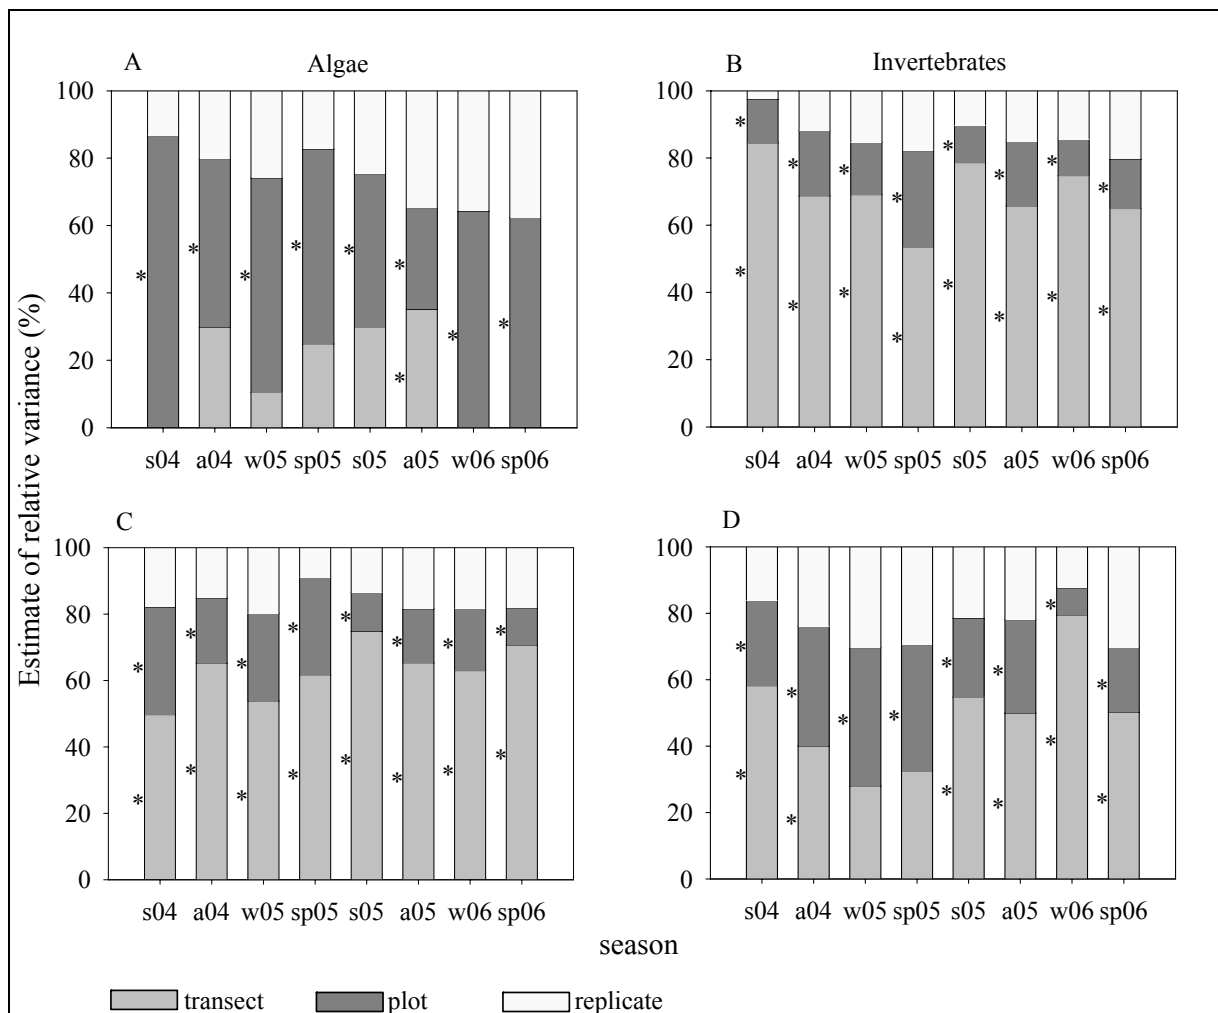 A Algae
B Invertebrates
100
80
60
40
20
0
* * * * * * * * *
s04 a04 w05 sp05 s05 a05 w06 sp06
100
80
60
40
20
0
* * * * * * * * * * * * * * * *
s04 a04 w05 sp05 s05 a05 w06 sp06
Estimate of relative variance (%)
C
100
80
60
40
20
0
* * * * * * * * * * * * * * * *
s04 a04 w05 sp05 s05 a05 w06 sp06
D
100
80
60
40
20
0
* * * * * * * * * * * * * *
s04 a04 w05 sp05 s05 a05 w06 sp06
season
transect plot replicate